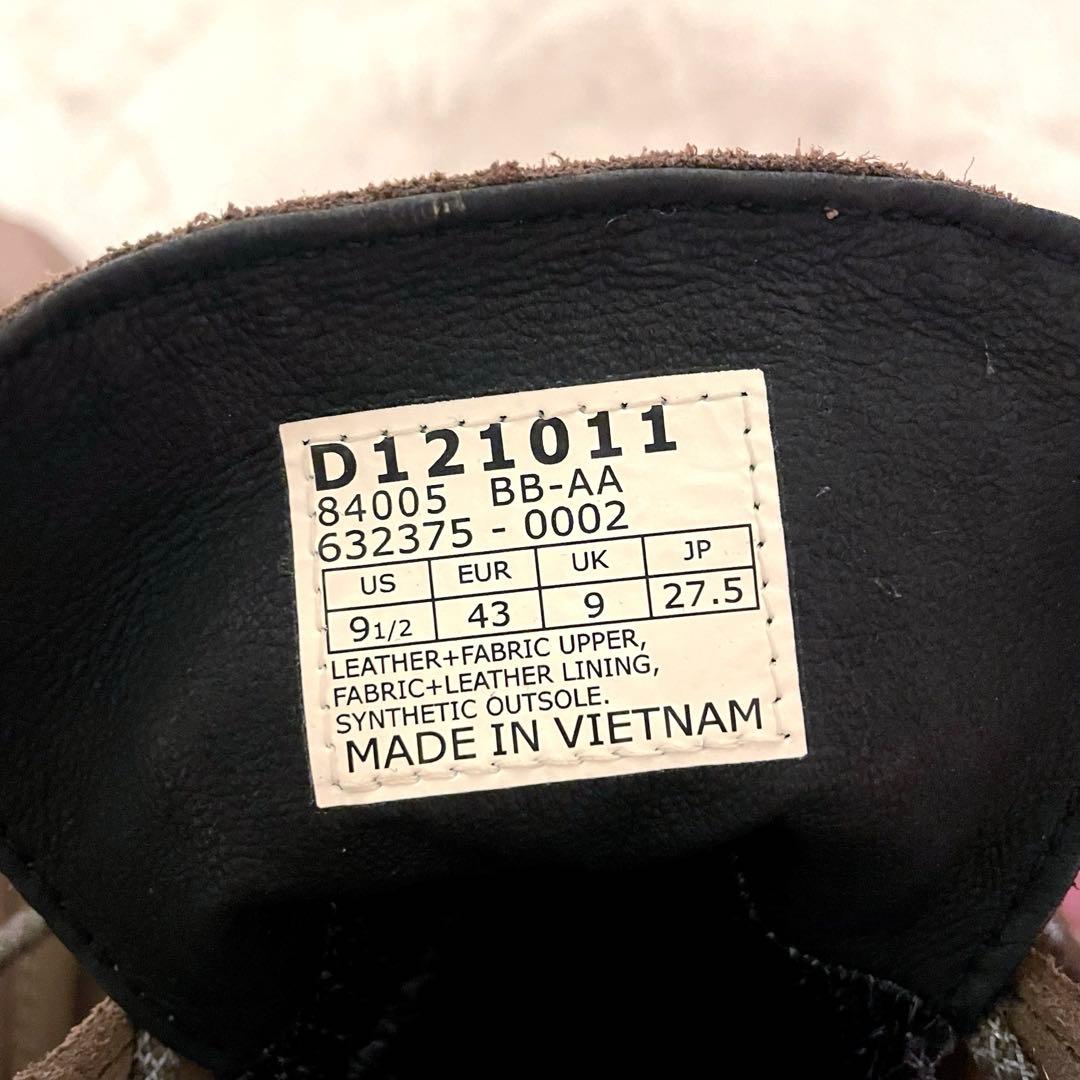 D121011
84005 BB-AA
632375 - 0002
US EUR UK JP
9 1/2 43 9 27.5
LEATHER+FABRIC UPPER,
FABRIC+LEATHER LINING,
SYNTHETIC OUTSOLE.
MADE IN VIETNAM